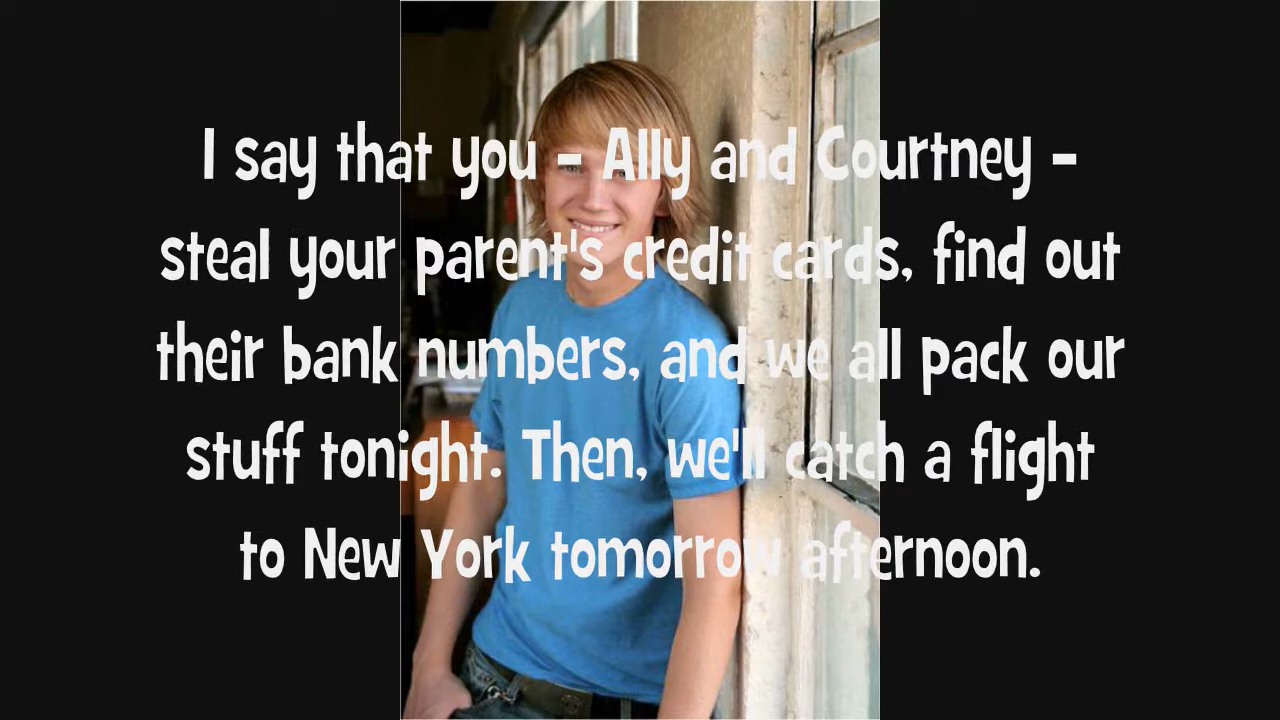 I say that you - Ally and Courtney -
steal your parent's credit cards, find out
their bank numbers, and we all pack our
stuff tonight. Then, we'll catch a flight
to New York tomorrow afternoon.